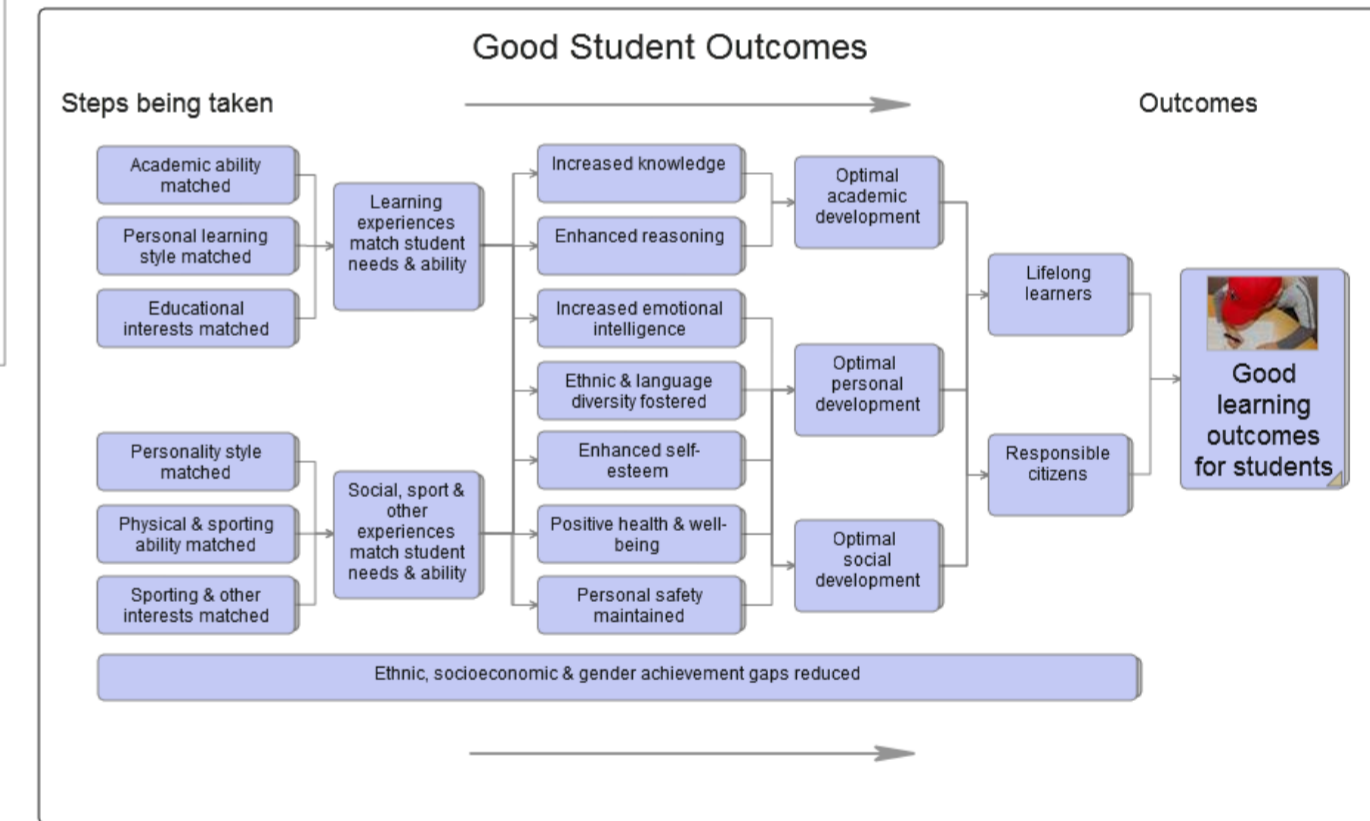 Good Student Outcomes
Steps being taken
Outcomes
Academic ability
matched
Personal learning
style matched
Educational
interests matched
Learning
experiences
match student
needs & ability
Personality style
matched
Physical & sporting
ability matched
Sporting & other
interests matched
Social, sport &
other
experiences
match student
needs & ability
Increased knowledge
Enhanced reasoning
Increased emotional
intelligence
Ethnic & language
diversity fostered
Enhanced self-
esteem
Positive health & well-
being
Personal safety
maintained
Optimal
academic
development
Optimal
personal
development
Optimal
social
development
Lifelong
learners
Responsible
citizens
Good
learning
outcomes
for students
Ethnic, socioeconomic & gender achievement gaps reduced